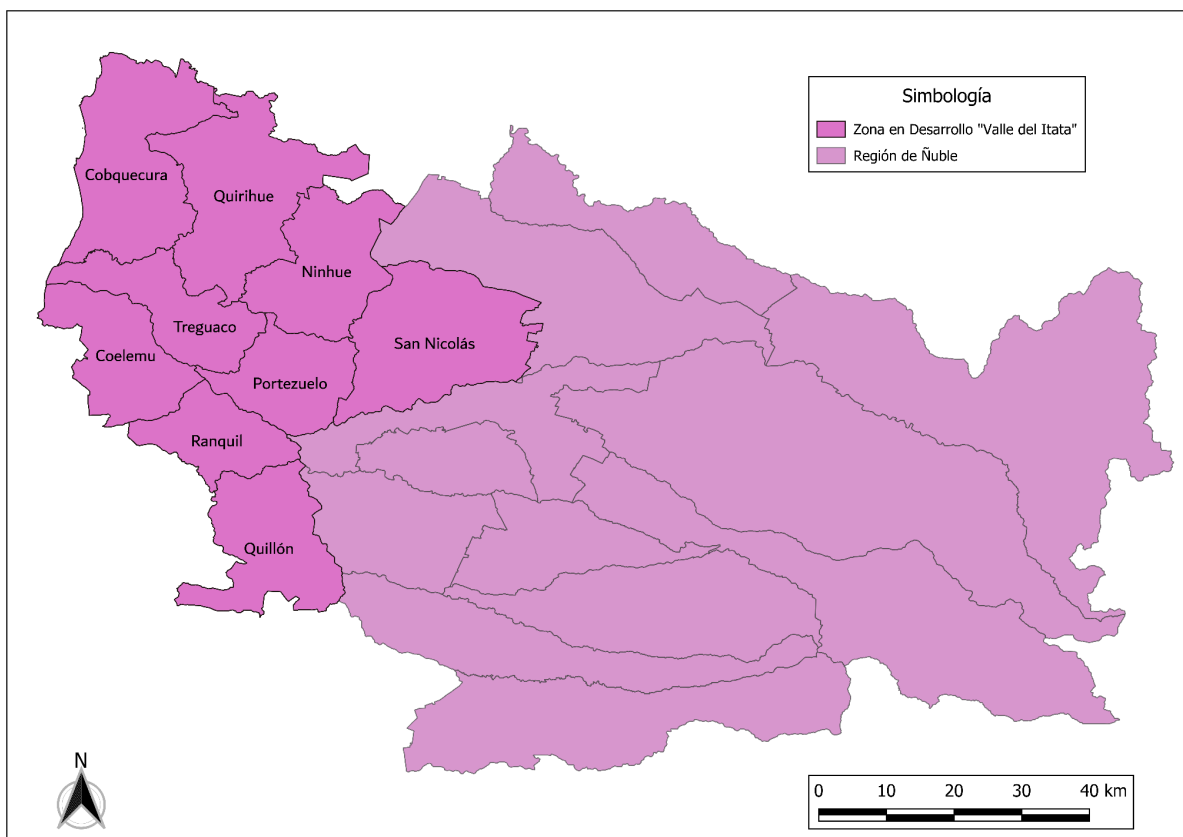 Simbología
Zona en Desarrollo "Valle del Itata"
Región de Ñuble
Cobquecura
Quirihue
Ninhue
Treguaco
San Nicolás
Coelemu
Portezuelo
Ranquil
Quillón
N
0 10 20 30 40 km